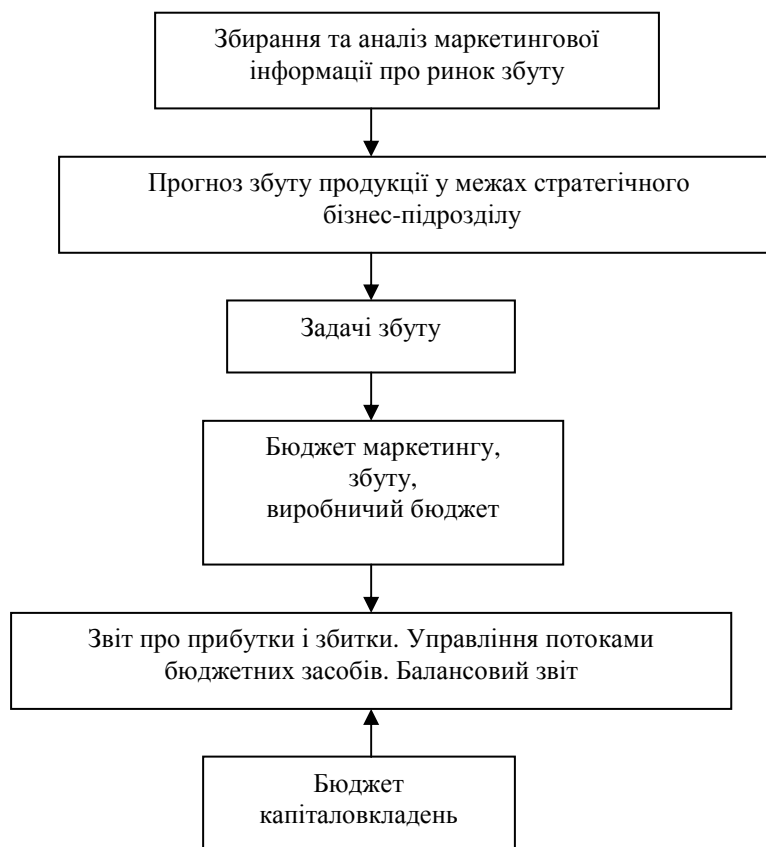 Збирання та аналіз маркетингової
інформації про ринок збуту
Прогноз збуту продукції у межах стратегічного
бізнес-підрозділу
Задачі збуту
Бюджет маркетингу,
збуту,
виробничий бюджет
Звіт про прибутки і збитки. Управління потоками
бюджетних засобів. Балансовий звіт
Бюджет
капіталовкладень